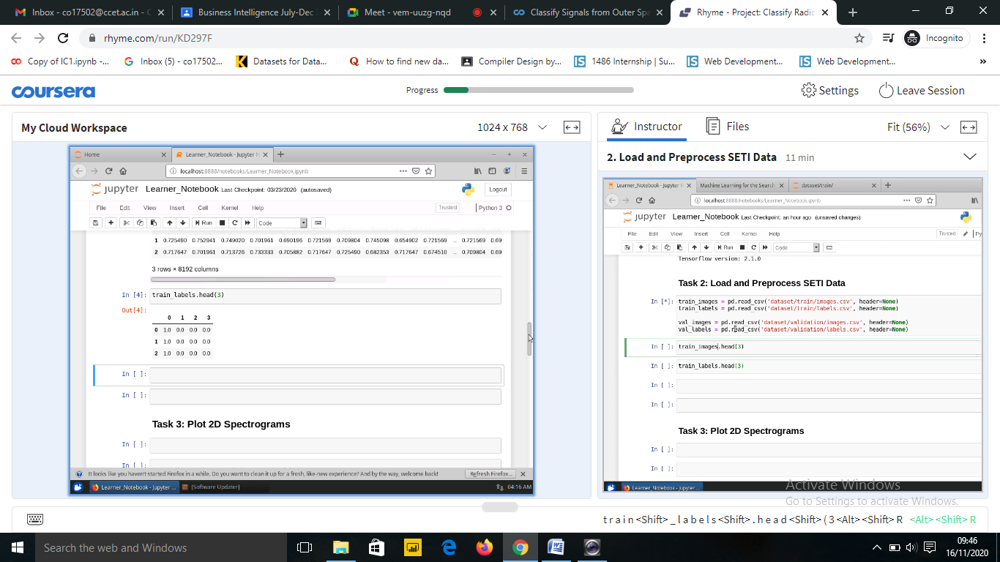 Inbox - co17502@ccet.ac.in - C
Business Intelligence July-Dec
Meet - vem-uuzg-nqd
Classify Signals from Outer Spa
Rhyme - Project: Classify Radic
rhyme.com/run/KD297F
Incognito
Copy of IC1.ipynb -...
Inbox (5) - co17502...
Datasets for Data...
How to find new da...
Compiler Design by...
1486 Internship | Su...
Web Development...
Web Development...
coursera
Progress
Settings
Leave Session
My Cloud Workspace
1024 x 768
Instructor
Files
Fit (56%)
2. Load and Preprocess SETI Data 11 min
Home
Learner_Notebook - Jupyter N
localhost:8888/notebooks/Learner_Notebook.ipynb
jupyter Learner_Notebook Last Checkpoint: 03/23/2020 (autosaved)
Logout
File Edit View Insert Cell Kernel Help
Trusted
Python 3
Run
Code
1 0.725490 0.752941 0.749020 0.701961 0.690196 0.721569 0.709804 0.745098 0.654902 0.721569 ... 0.721569 0.69
2 0.717647 0.701961 0.713726 0.733333 0.705882 0.717647 0.725490 0.682353 0.717647 0.674510 ... 0.709804 0.69
3 rows × 8192 columns
In [4]: train_labels.head(3)
Out[4]:
0 1 2 3
0 1.0 0.0 0.0 0.0
1 1.0 0.0 0.0 0.0
2 1.0 0.0 0.0 0.0
In [ ]:
In [ ]:
Task 3: Plot 2D Spectrograms
In [ ]:
In [ ]:
It looks like you haven't started Firefox in a while. Do you want to clean it up for a fresh, like-new experience? And by the way, welcome back!
Refresh Firefox...
Learner_Notebook - Jupyter ...
[Software Updater]
04:16 AM
Learner_Notebook - Jupyter N
Machine Learning for the Search
dataset/train/
localhost:8888/notebooks/Learner_Notebook.ipynb
jupyter Learner_Notebook Last Checkpoint: an hour ago (unsaved changes)
File Edit View Insert Cell Kernel Help
Trusted
Py
Run
Code
Tensorflow version: 2.1.0
Task 2: Load and Preprocess SETI Data
In [*]: train_images = pd.read_csv('dataset/train/images.csv', header=None)
train_labels = pd.read_csv('dataset/train/labels.csv', header=None)
val_images = pd.read_csv('dataset/validation/images.csv', header=None)
val_labels = pd.read_csv('dataset/validation/labels.csv', header=None)
In [ ]: train_images.head(3)
In [ ]: train_labels.head(3)
In [ ]:
In [ ]:
Task 3: Plot 2D Spectrograms
In [ ]:
In [ ]:
Learner_Notebook - Jupyter ...
Activate Windows
Go to Settings to activate Windows.
train<Shift>_labels<Shift>.head<Shift>(3<Alt><Shift>R <Alt><Shift>R
Search the web and Windows
09:46
16/11/2020